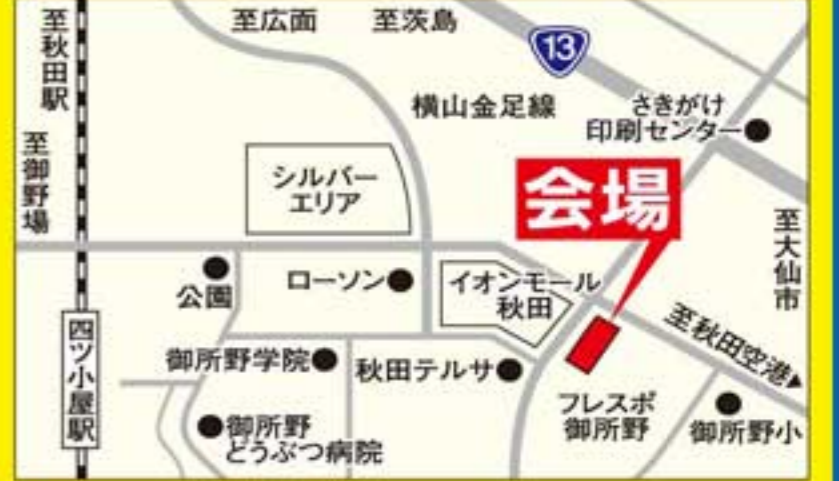 至秋田駅
至広面
至茨島
13
横山金足線
さきがけ
印刷センター
至御野場
シルバー
エリア
会場
至大仙市
公園
ローソン
イオンモール
秋田
至秋田空港
四ツ小屋駅
御所野学院
秋田テルサ
フレスポ
御所野
御所野小
御所野
どうぶつ病院